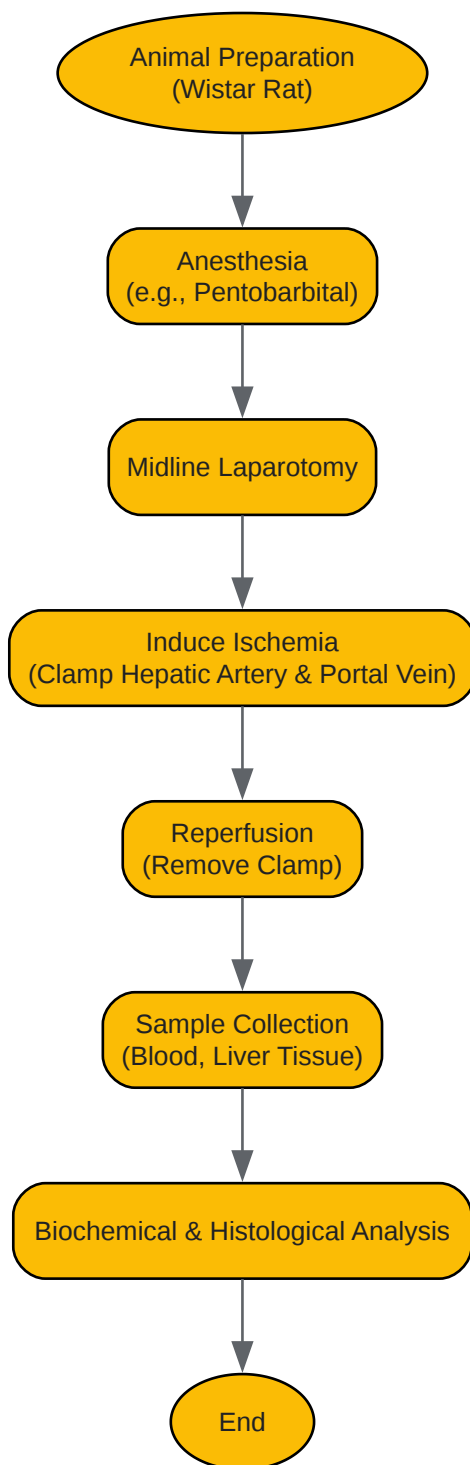 Animal Preparation
(Wistar Rat)
Anesthesia
(e.g., Pentobarbital)
Midline Laparotomy
Induce Ischemia
(Clamp Hepatic Artery & Portal Vein)
Reperfusion
(Remove Clamp)
Sample Collection
(Blood, Liver Tissue)
Biochemical & Histological Analysis
End